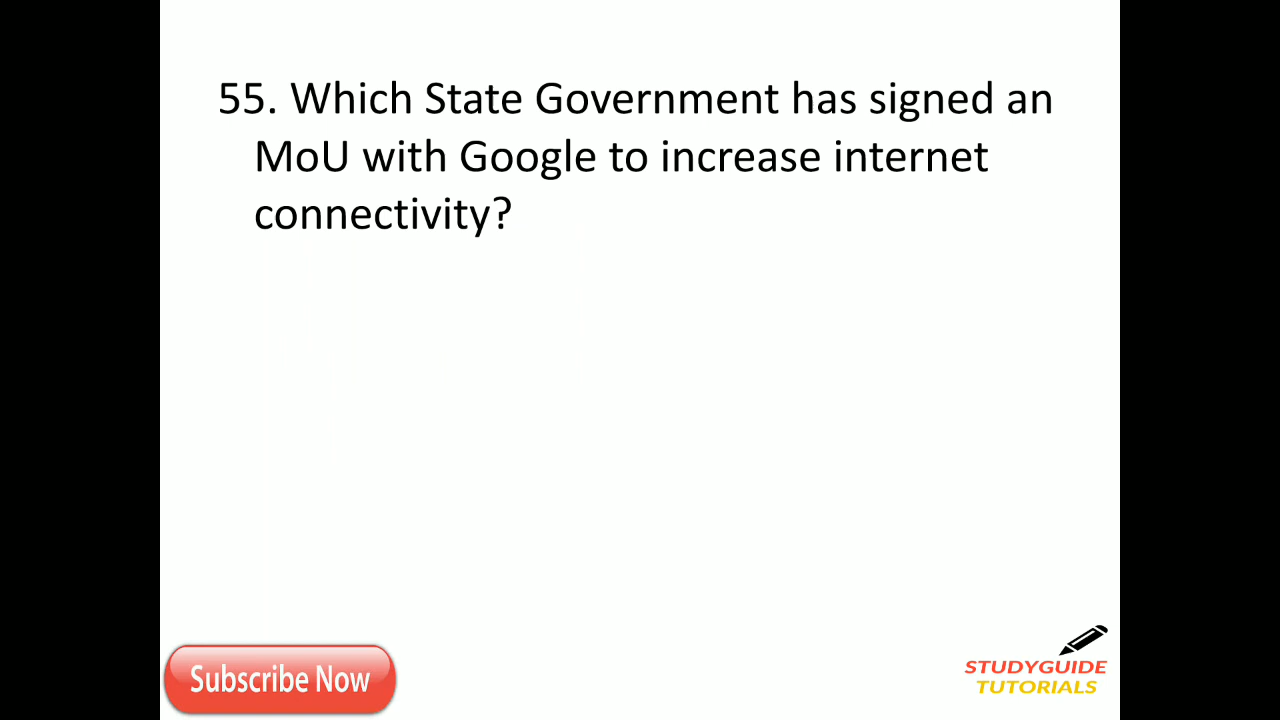 55. Which State Government has signed an
MoU with Google to increase internet
connectivity?
Subscribe Now
STUDYGUIDE
TUTORIALS